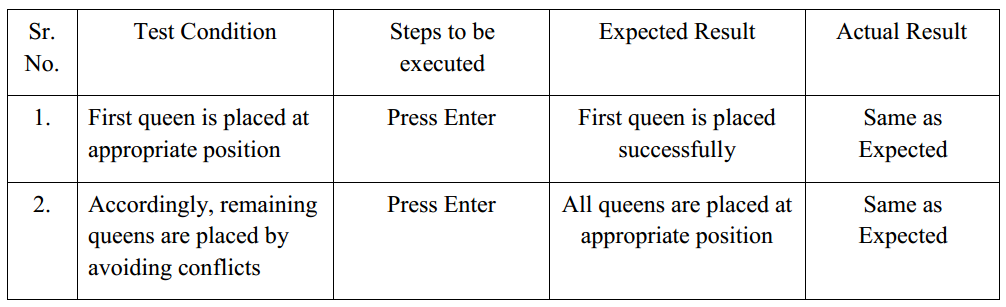 Sr. No.
Test Condition
Steps to be executed
Expected Result
Actual Result
1.
First queen is placed at
appropriate position
Press Enter
First queen is placed
successfully
Same as
Expected
2.
Accordingly, remaining
queens are placed by
avoiding conflicts
Press Enter
All queens are placed at
appropriate position
Same as
Expected